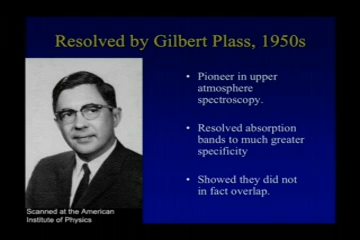 Resolved by Gilbert Plass, 1950s
• Pioneer in upper
atmosphere
spectroscopy.
• Resolved absorption
bands to much greater
specificity
• Showed they did not
in fact overlap.
Scanned at the American
Institute of Physics